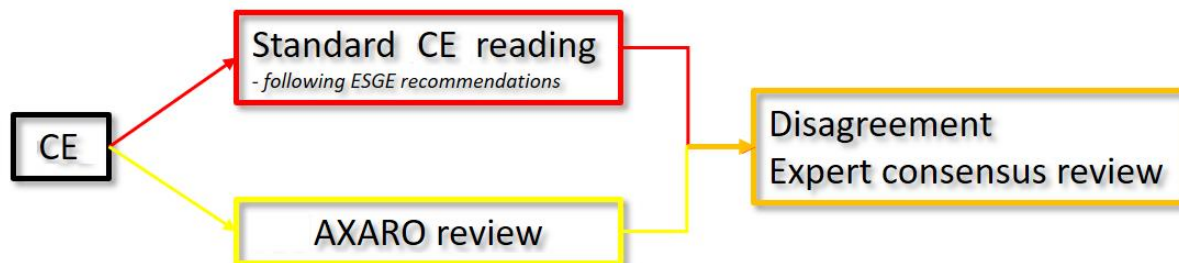 CE
Standard CE reading
- following ESGE recommendations
AXARO review
Disagreement
Expert consensus review